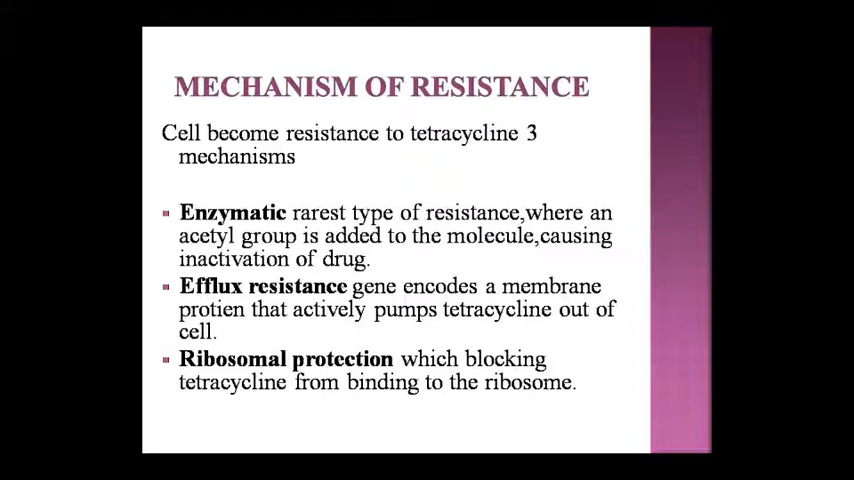 MECHANISM OF RESISTANCE
Cell become resistance to tetracycline 3
mechanisms
Enzymatic rarest type of resistance,where an
acetyl group is added to the molecule,causing
inactivation of drug.
Efflux resistance gene encodes a membrane
protien that actively pumps tetracycline out of
cell.
Ribosomal protection which blocking
tetracycline from binding to the ribosome.